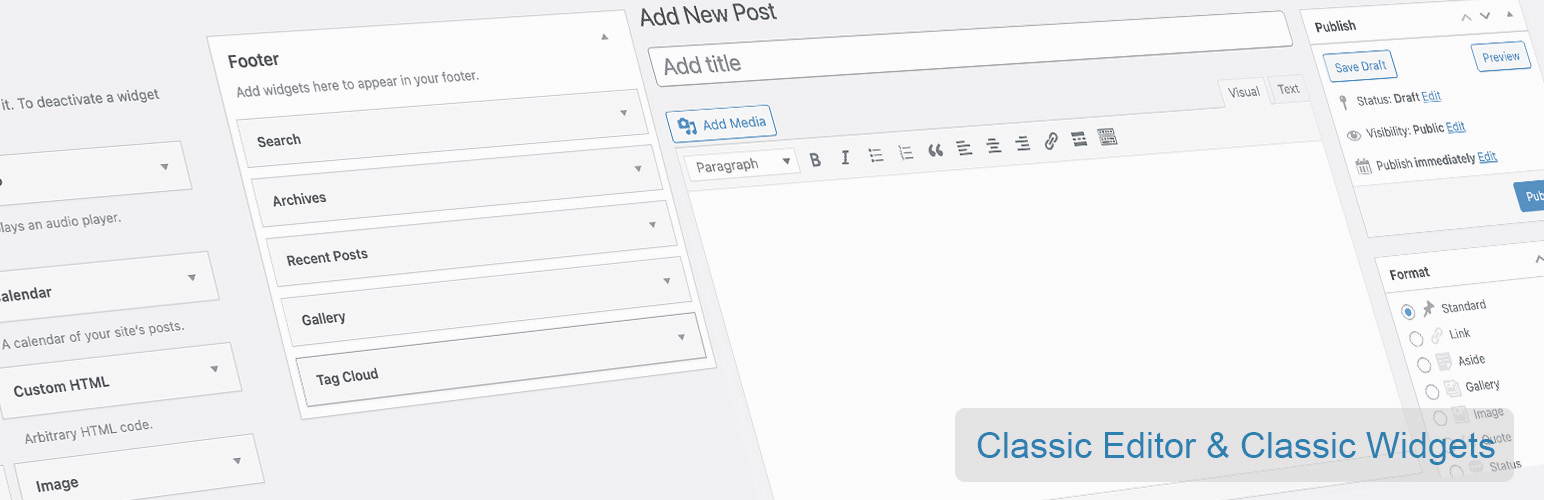 it. To deactivate a widget
lays an audio player.
alendar
A calendar of your site's posts.
Custom HTML
Arbitrary HTML code.
Image
Footer
Add widgets here to appear in your footer.
Search
Archives
Recent Posts
Gallery
Tag Cloud
Add New Post
Add title
Add Media
Visual
Text
Paragraph
B
I
Publish
Save Draft
Preview
Status: Draft Edit
Visibility: Public Edit
Publish immediately Edit
Pub
Format
Standard
Link
Aside
Gallery
Image
Quote
Status
Classic Editor & Classic Widgets